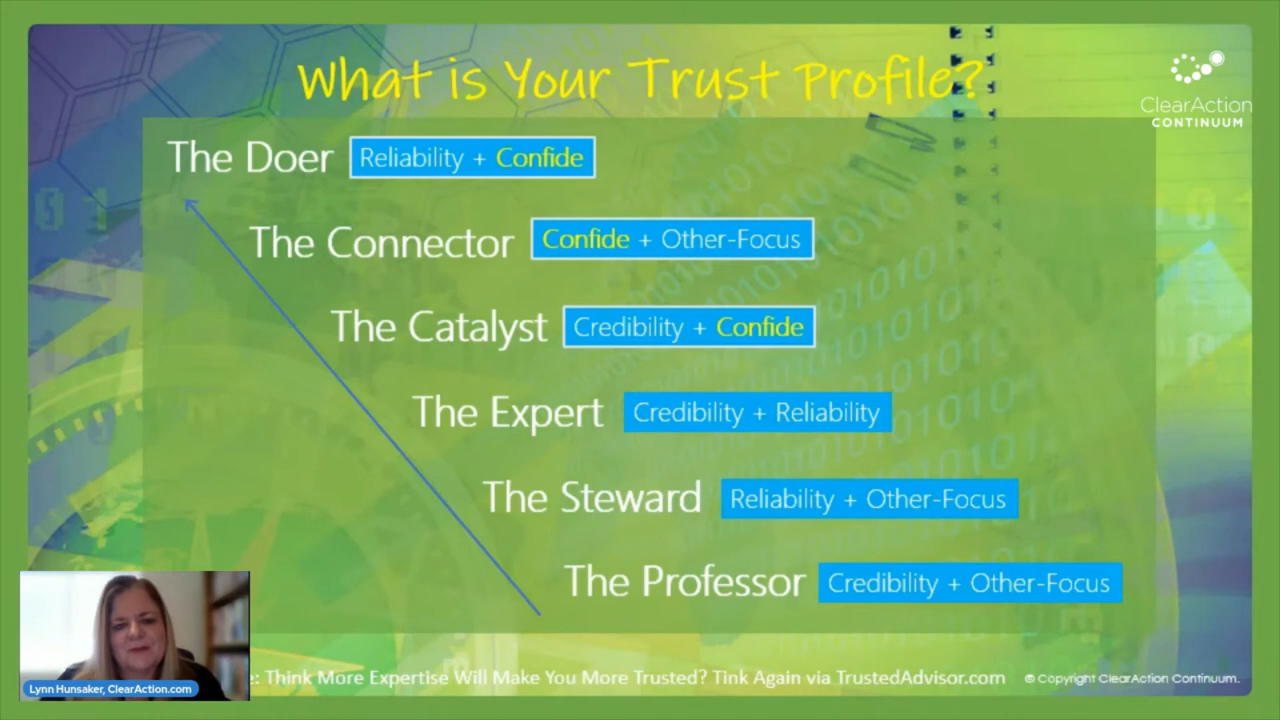 What is Your Trust Profile?
ClearAction
CONTINUUM
The Doer Reliability + Confide
The Connector Confide + Other-Focus
The Catalyst Credibility + Confide
The Expert Credibility + Reliability
The Steward Reliability + Other-Focus
The Professor Credibility + Other-Focus
: Think More Expertise Will Make You More Trusted? Tink Again via TrustedAdvisor.com
© Copyright ClearAction Continuum.
Lynn Hunsaker, ClearAction.com